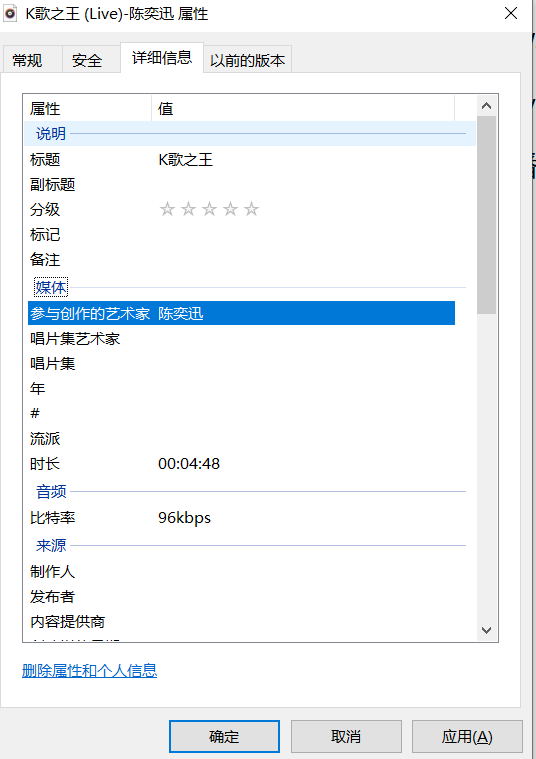 K歌之王 (Live)-陈奕迅 属性
常规 安全 详细信息 以前的版本
属性 值
说明
标题 K歌之王
副标题
分级
标记
备注
媒体
参与创作的艺术家 陈奕迅
唱片集艺术家
唱片集
年
#
流派
时长 00:04:48
音频
比特率 96kbps
来源
制作人
发布者
内容提供商
删除属性和个人信息
确定 取消 应用(A)